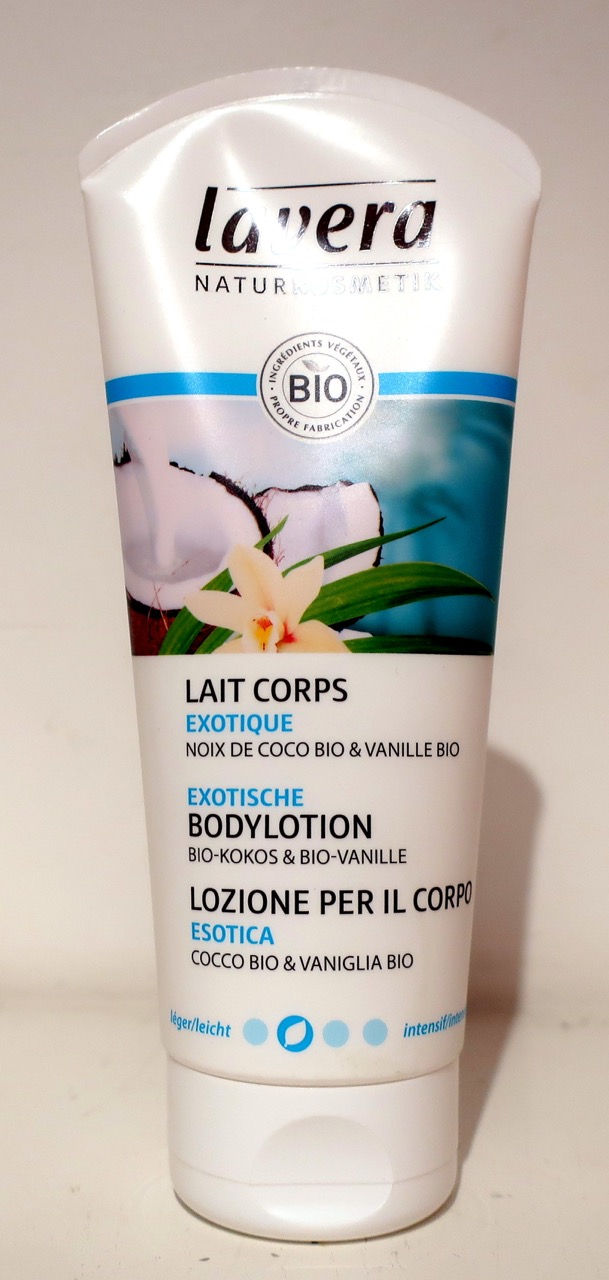 lavera
NATURKOSMETIK
INGRÉDIENTS VÉGÉTAUX
BIO
PROPRE FABRICATION
LAIT CORPS
EXOTIQUE
NOIX DE COCO BIO & VANILLE BIO
EXOTISCHE
BODYLOTION
BIO-KOKOS & BIO-VANILLE
LOZIONE PER IL CORPO
ESOTICA
COCCO BIO & VANIGLIA BIO
léger/leicht intensif/